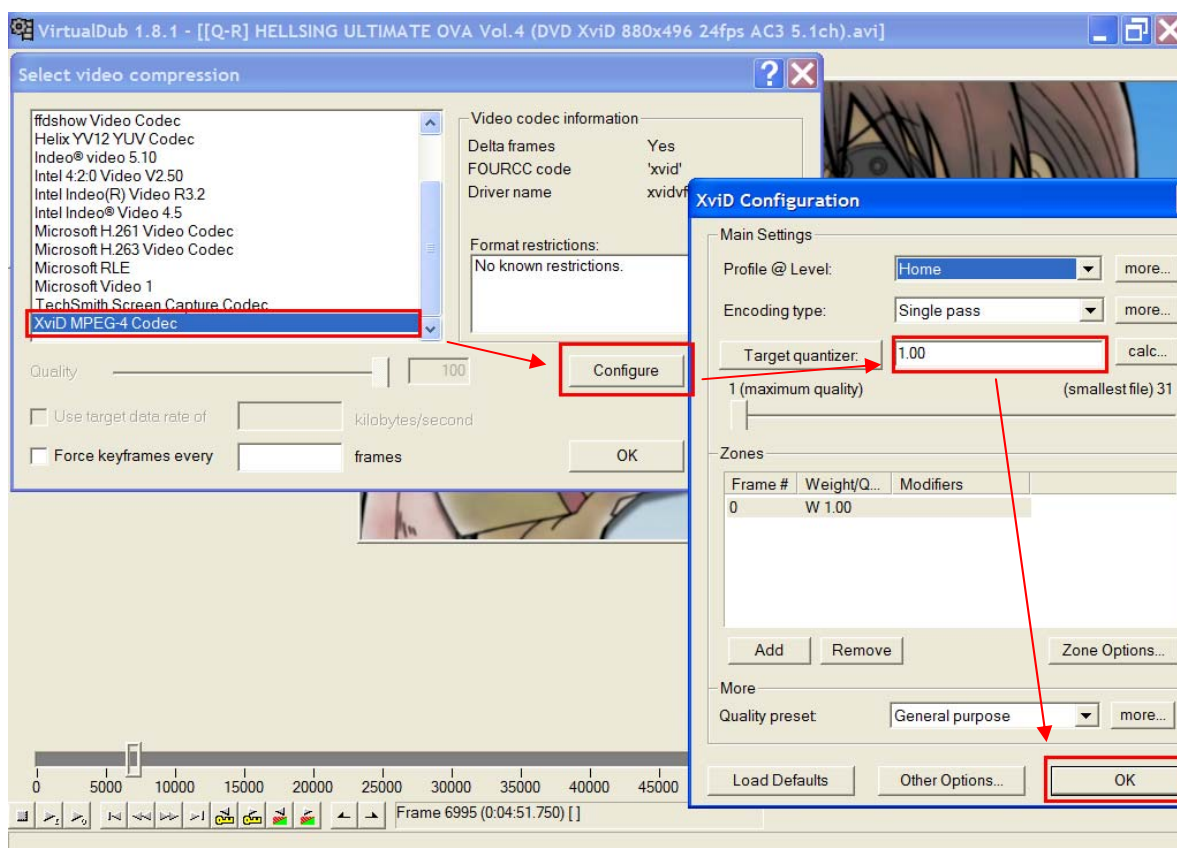 VirtualDub 1.8.1 - [[Q-R] HELLSING ULTIMATE OVA Vol.4 (DVD XviD 880x496 24fps AC3 5.1ch).avi]
Select video compression
ffdshow Video Codec
Helix YV12 YUV Codec
Indeo® video 5.10
Intel 4:2:0 Video V2.50
Intel Indeo(R) Video R3.2
Intel Indeo® Video 4.5
Microsoft H.261 Video Codec
Microsoft H.263 Video Codec
Microsoft RLE
Microsoft Video 1
TechSmith Screen Capture Codec
XviD MPEG-4 Codec
Video codec information
Delta frames Yes
FOURCC code 'xvid'
Driver name xvidvf
Format restrictions:
No known restrictions.
Quality 100
Configure
Use target data rate of kilobytes/second
Force keyframes every frames
OK
XviD Configuration
Main Settings
Profile @ Level: Home more...
Encoding type: Single pass more...
Target quantizer: 1.00 calc...
1 (maximum quality) (smallest file) 31
Zones
Frame # Weight/Q... Modifiers
0 W 1.00
Add Remove Zone Options...
More
Quality preset: General purpose more...
Load Defaults Other Options... OK
0 5000 10000 15000 20000 25000 30000 35000 40000 45000
Frame 6995 (0:04:51.750) [ ]